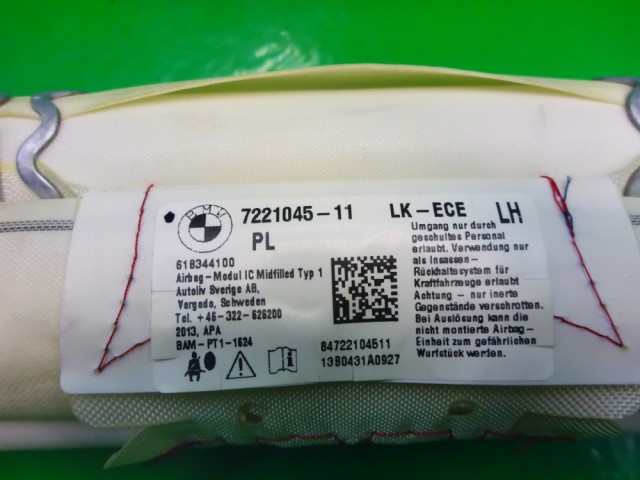 BMW
7221045-11 LK-ECE LH
PL
618344100
Airbag-Modul IC Midfilled Typ 1
Autoliv Sverige AB,
Vargada, Schweden
Tel. +46-322-626200
2013, APA
BAM-PT1-1624
84722104511
13B0431A0927
Umgang nur durch
geschultes Personal
erlaubt. Verwendung nur
als Insassen-
Rückhaltesystem für
Kraftfahrzeuge erlaubt
Achtung - nur inerte
Gegenstände verschrotten.
Bei Auslösung kann die
nicht montierte Airbag-
Einheit zum gefährlichen
Wurfstück werden.